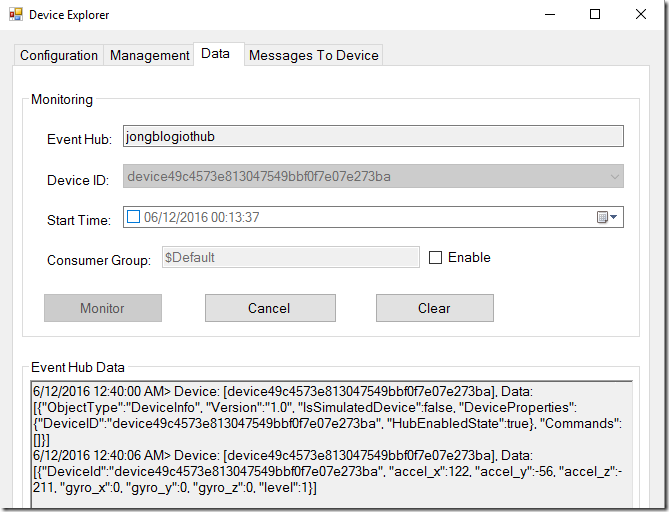 Device Explorer
Configuration Management Data Messages To Device
Monitoring
Event Hub: jongblogiothub
Device ID: device49c4573e813047549bbf0f7e07e273ba
Start Time: 06/12/2016 00:13:37
Consumer Group: $Default Enable
Monitor Cancel Clear
Event Hub Data
6/12/2016 12:40:00 AM> Device: [device49c4573e813047549bbf0f7e07e273ba], Data:
[{"ObjectType":"DeviceInfo", "Version":"1.0", "IsSimulatedDevice":false, "DeviceProperties":
{"DeviceID":"device49c4573e813047549bbf0f7e07e273ba", "HubEnabledState":true}, "Commands":
[]}]
6/12/2016 12:40:06 AM> Device: [device49c4573e813047549bbf0f7e07e273ba], Data:
[{"DeviceId":"device49c4573e813047549bbf0f7e07e273ba", "accel_x":122, "accel_y":-56, "accel_z":-
211, "gyro_x":0, "gyro_y":0, "gyro_z":0, "level":1}]